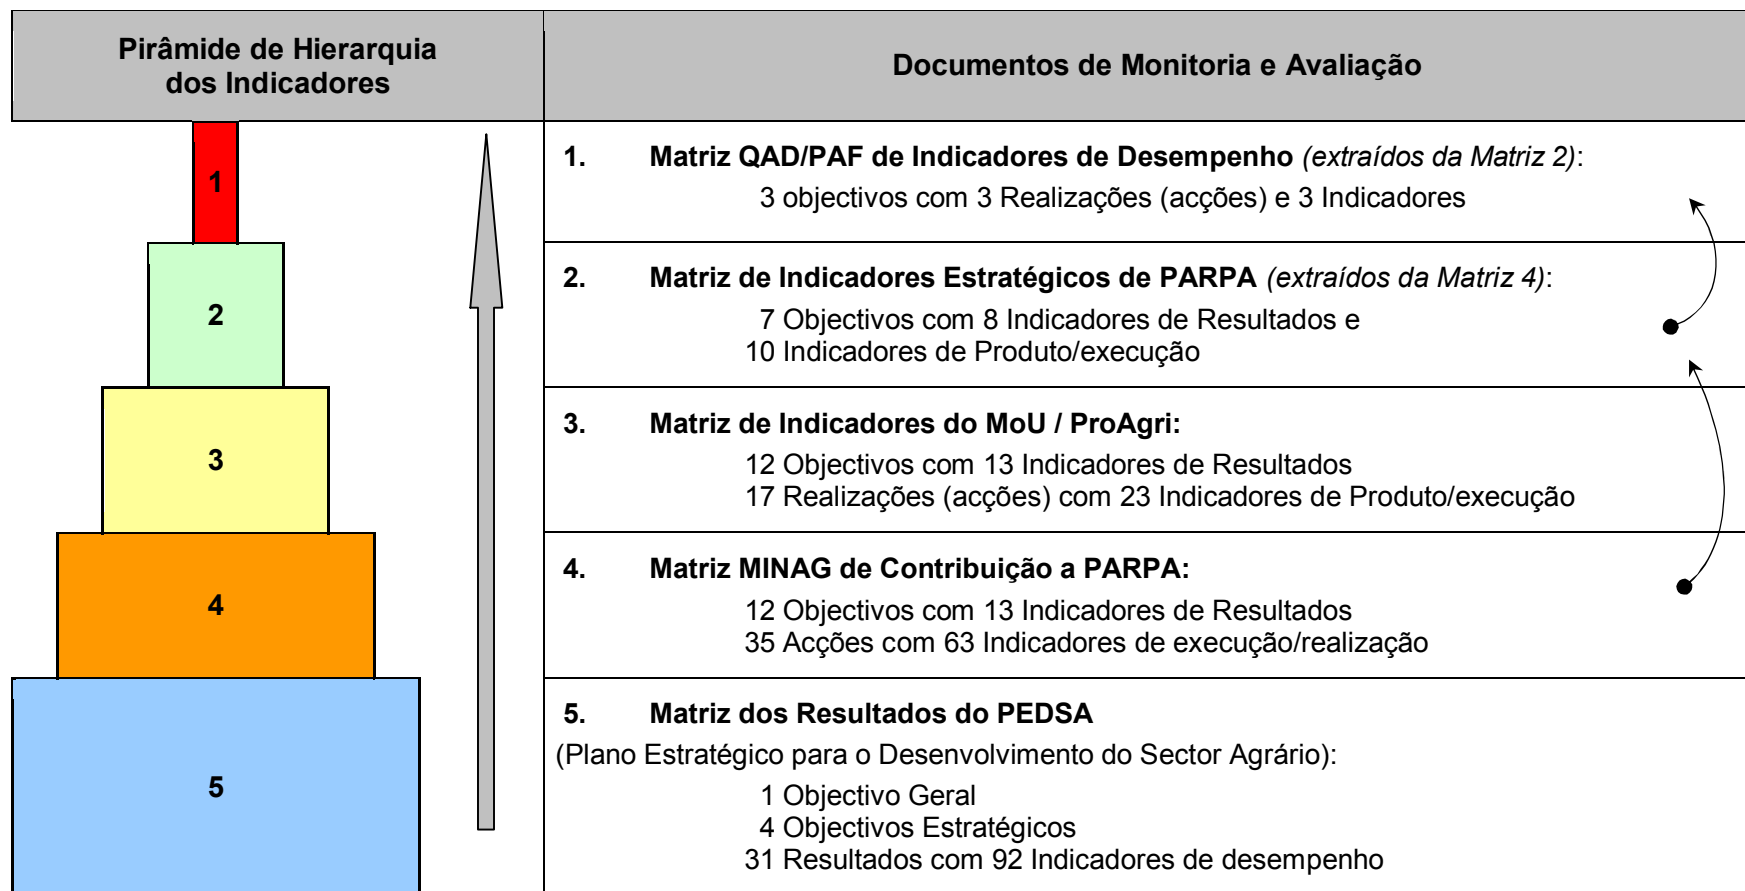 Pirâmide de Hierarquia
dos Indicadores
Documentos de Monitoria e Avaliação
1
1. Matriz QAD/PAF de Indicadores de Desempenho (extraídos da Matriz 2):
3 objectivos com 3 Realizações (acções) e 3 Indicadores
2
2. Matriz de Indicadores Estratégicos de PARPA (extraídos da Matriz 4):
7 Objectivos com 8 Indicadores de Resultados e
10 Indicadores de Produto/execução
3
3. Matriz de Indicadores do MoU / ProAgri:
12 Objectivos com 13 Indicadores de Resultados
17 Realizações (acções) com 23 Indicadores de Produto/execução
4
4. Matriz MINAG de Contribuição a PARPA:
12 Objectivos com 13 Indicadores de Resultados
35 Acções com 63 Indicadores de execução/realização
5
5. Matriz dos Resultados do PEDSA
(Plano Estratégico para o Desenvolvimento do Sector Agrário):
1 Objectivo Geral
4 Objectivos Estratégicos
31 Resultados com 92 Indicadores de desempenho